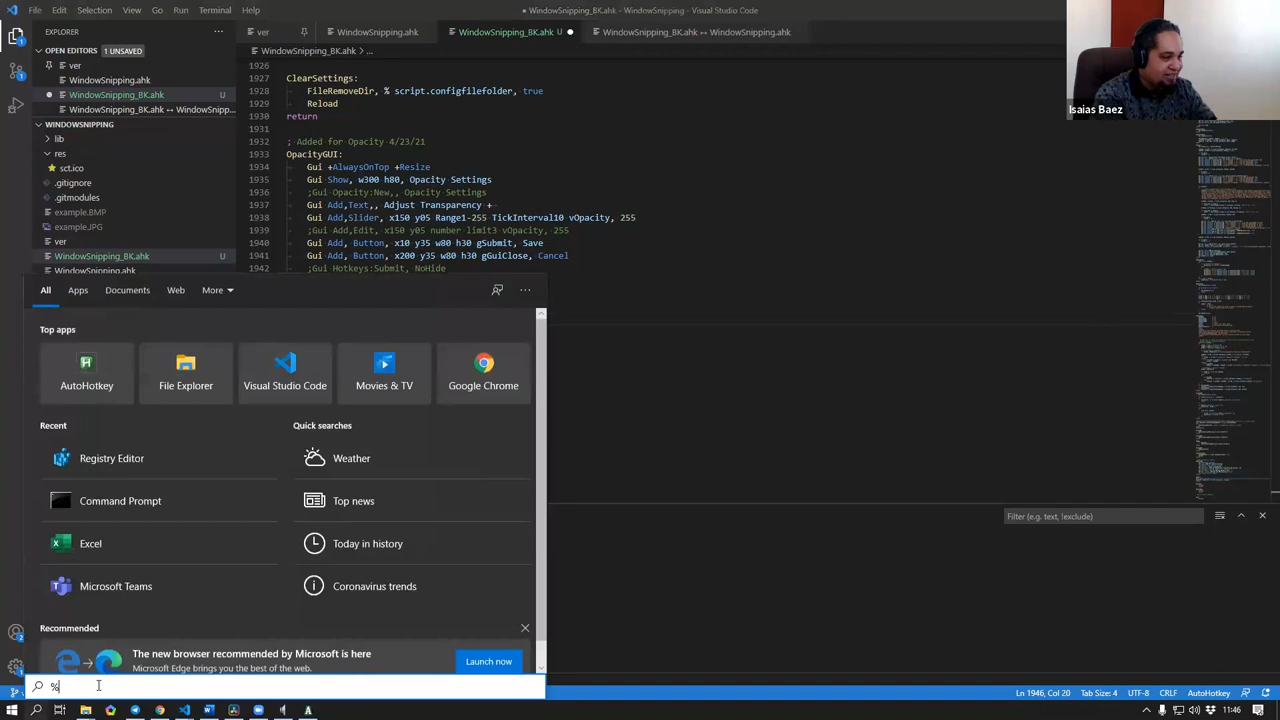 File Edit Selection View Go Run Terminal Help
● WindowSnipping_BK.ahk - WindowSnipping - Visual Studio Code
EXPLORER
OPEN EDITORS 1 UNSAVED
ver
WindowSnipping.ahk
WindowSnipping_BK.ahk U
WindowSnipping_BK.ahk ↔ WindowSnipp...
WINDOWSNIPPING
lib
res
sct.ico
.gitignore
.gitmodules
example.BMP
example.JPG
ver
WindowSnipping_BK.ahk U
WindowSnipping.ahk
ver
WindowSnipping.ahk
WindowSnipping_BK.ahk U ●
WindowSnipping_BK.ahk ↔ WindowSnipping.ahk
WindowSnipping_BK.ahk > ...
1926
1927 ClearSettings:
1928 FileRemoveDir, % script.configfilefolder, true
1929 Reload
1930 return
1931
1932 ; Added for Opacity 4/23/21
1933 OpacityGUI:
1934 Gui +AlwaysOnTop +Resize
1935 Gui Show, w300 h80, Opacity Settings
1936 ;Gui Opacity:New,, Opacity Settings
1937 Gui Add,Text,, Adjust Transparency +
1938 Gui Add,Slider, x150 y05 Range1-255 TickInterval10 vOpacity, 255
1939 ;Gui Add,Edit, x150 y05 number limit3 vOpacity, 255
1940 Gui Add, Button, x10 y35 w80 h30 gSubmit, Save
1941 Gui Add, Button, x200 y35 w80 h30 gGuiClose, Cancel
1942 ;Gui Hotkeys:Submit, NoHide
Isaias Baez
All Apps Documents Web More
Top apps
AutoHotkey
File Explorer
Visual Studio Code
Movies & TV
Google Chrome
Recent
Registry Editor
Command Prompt
Excel
Microsoft Teams
Quick searches
Weather
Top news
Today in history
Coronavirus trends
Recommended
The new browser recommended by Microsoft is here
Microsoft Edge brings you the best of the web.
Launch now
%
Filter (e.g. text, !exclude)
Ln 1946, Col 20 Tab Size: 4 UTF-8 CRLF AutoHotkey
11:46